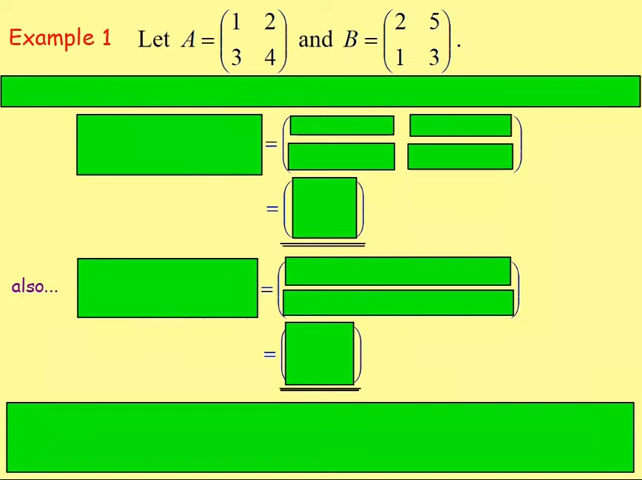 Example 1 Let A = (1 2; 3 4) and B = (2 5; 1 3).
= ( )
= ( )
also... = ( )
= ( )